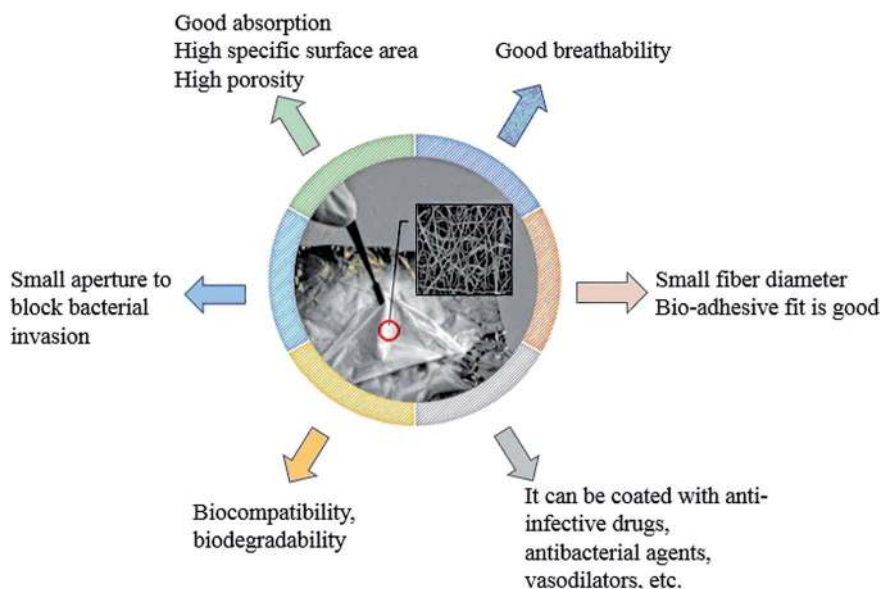 Good absorption
High specific surface area
High porosity
Good breathability
Small aperture to
block bacterial
invasion
Small fiber diameter
Bio-adhesive fit is good
Biocompatibility,
biodegradability
It can be coated with anti-
infective drugs,
antibacterial agents,
vasodilators, etc.